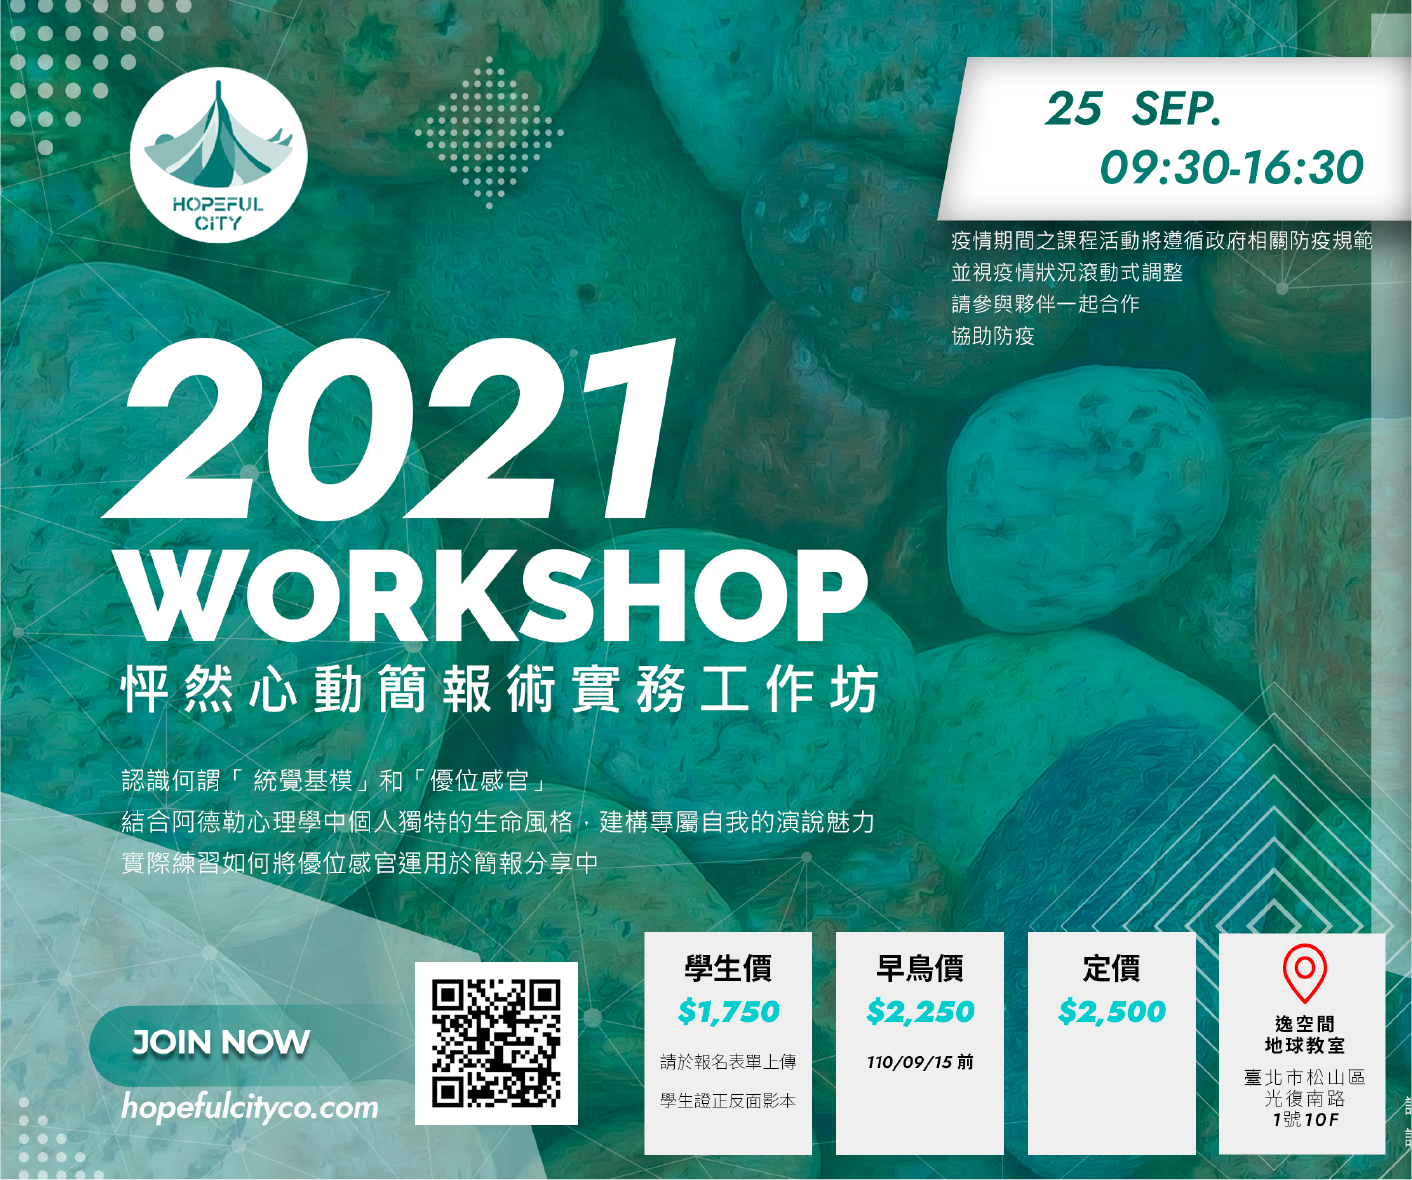 HOPEFUL
CITY
25 SEP.
09:30-16:30
疫情期間之課程活動將遵循政府相關防疫規範
並視疫情狀況滾動式調整
請參與夥伴一起合作
協助防疫
2021
WORKSHOP
怦然心動簡報術實務工作坊
認識何謂「 統覺基模」和「優位感官」
結合阿德勒心理學中個人獨特的生命風格，建構專屬自我的演說魅力
實際練習如何將優位感官運用於簡報分享中
JOIN NOW
hopefulcityco.com
學生價
$1,750
請於報名表單上傳
學生證正反面影本
早鳥價
$2,250
110/09/15 前
定價
$2,500
逸空間
地球教室
臺北市松山區
光復南路
1號10F